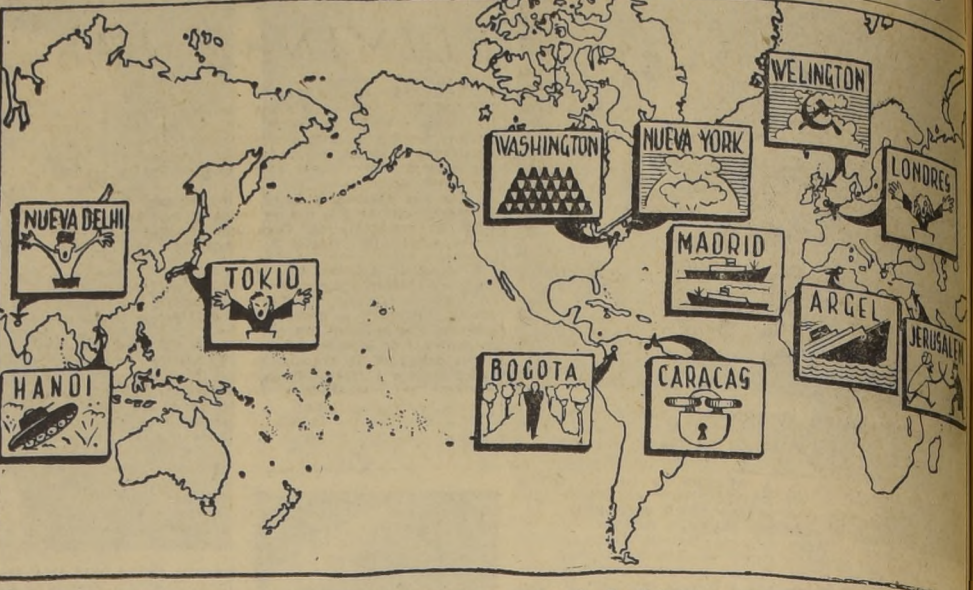 WELINGTON
WASHINGTON
NUEVA YORK
LONDRES
NUEVA DELHI
MADRID
TOKIO
ARGEL
JERUSALEN
BOGOTA
CARACAS
HANOI